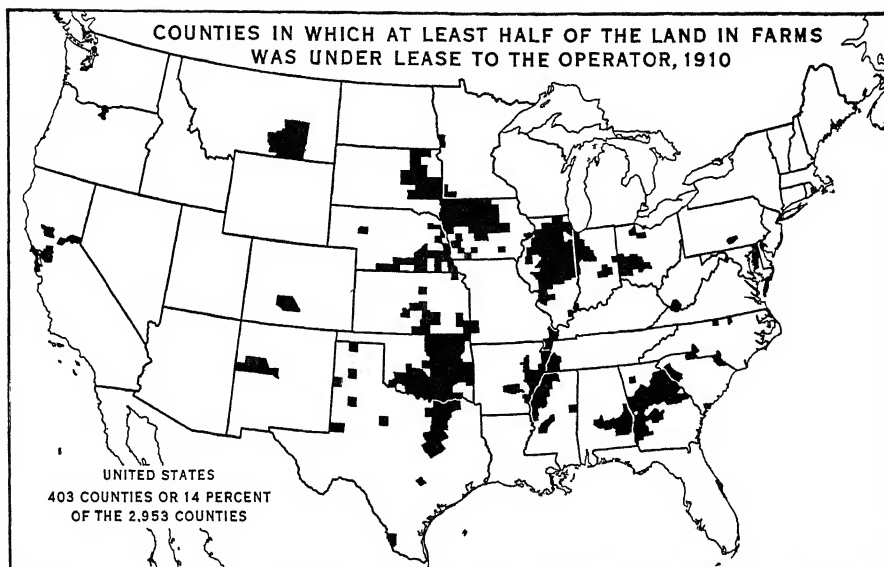 COUNTIES IN WHICH AT LEAST HALF OF THE LAND IN FARMS
WAS UNDER LEASE TO THE OPERATOR, 1910
UNITED STATES
403 COUNTIES OR 14 PERCENT
OF THE 2,953 COUNTIES